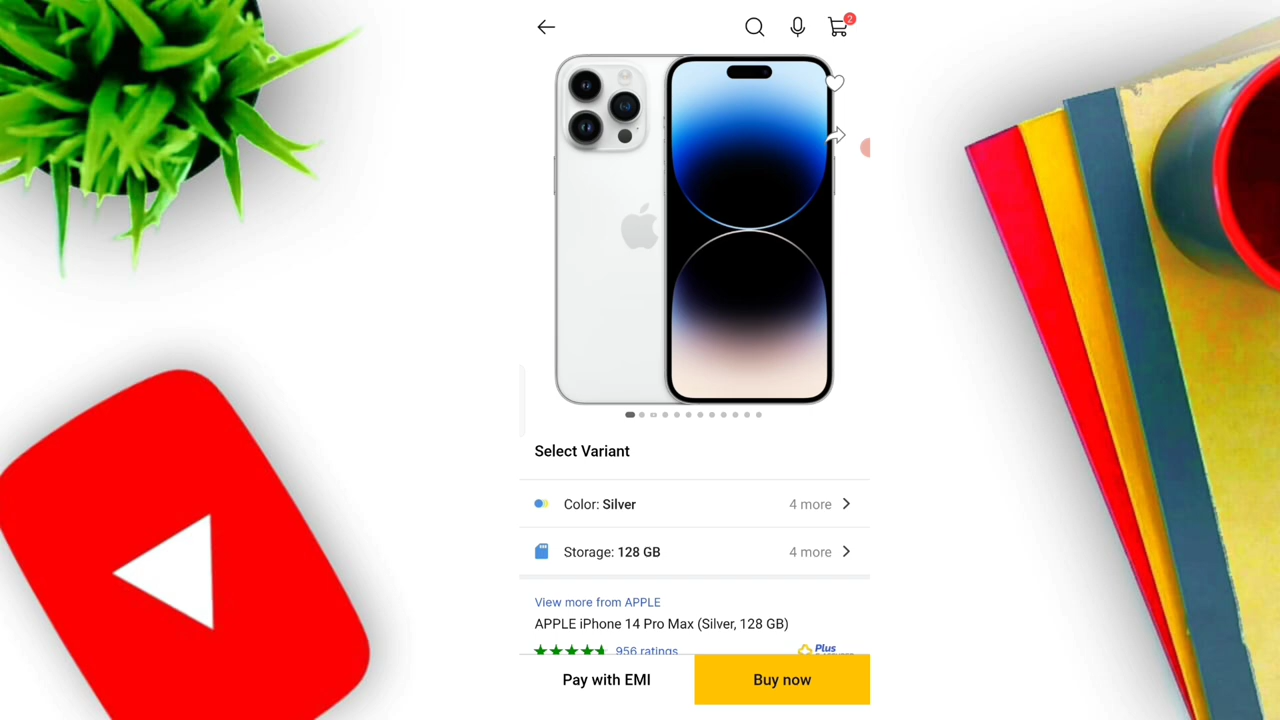 2
Select Variant
Color: Silver 4 more
Storage: 128 GB 4 more
View more from APPLE
APPLE iPhone 14 Pro Max (Silver, 128 GB)
956 ratings Plus
Pay with EMI Buy now